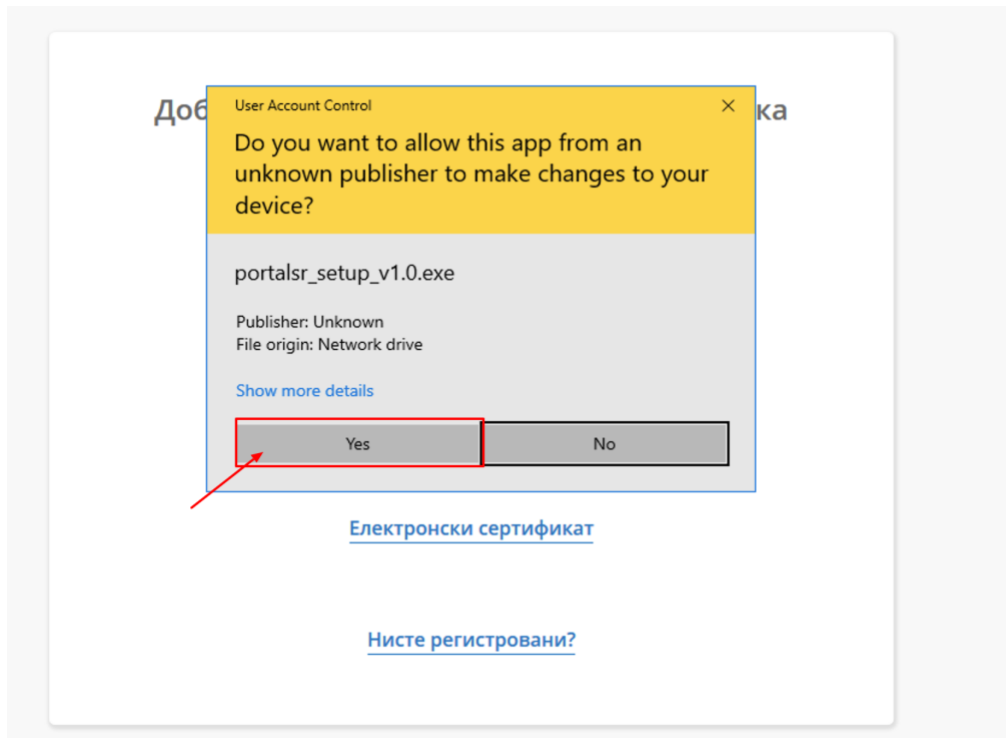 User Account Control
Do you want to allow this app from an
unknown publisher to make changes to your
device?
portalsr_setup_v1.0.exe
Publisher: Unknown
File origin: Network drive
Show more details
Yes
No
Електронски сертификат
Нисте регистровани?